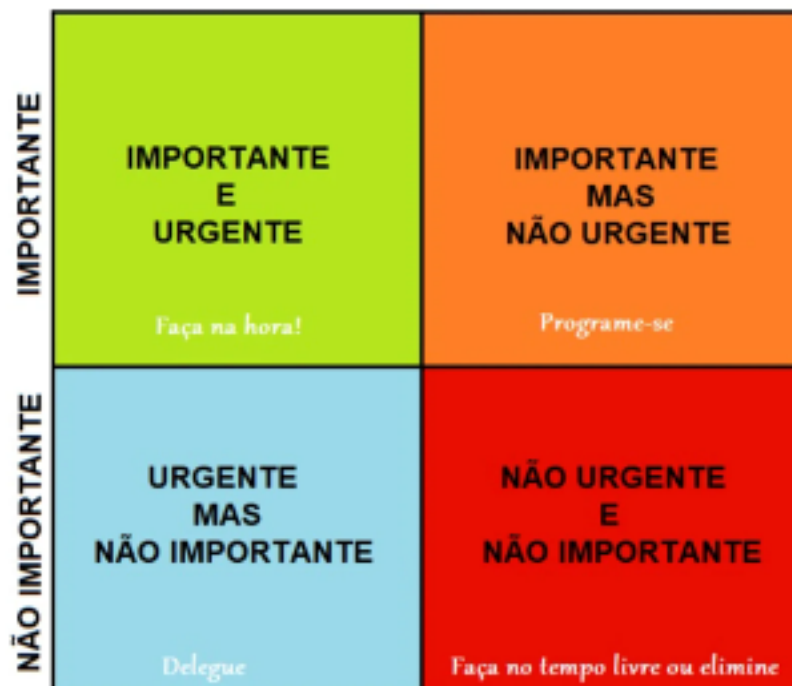 IMPORTANTE
IMPORTANTE
E
URGENTE
Faça na hora!
IMPORTANTE
MAS
NÃO URGENTE
Programe-se
NÃO IMPORTANTE
URGENTE
MAS
NÃO IMPORTANTE
Delegue
NÃO URGENTE
E
NÃO IMPORTANTE
Faça no tempo livre ou elimine